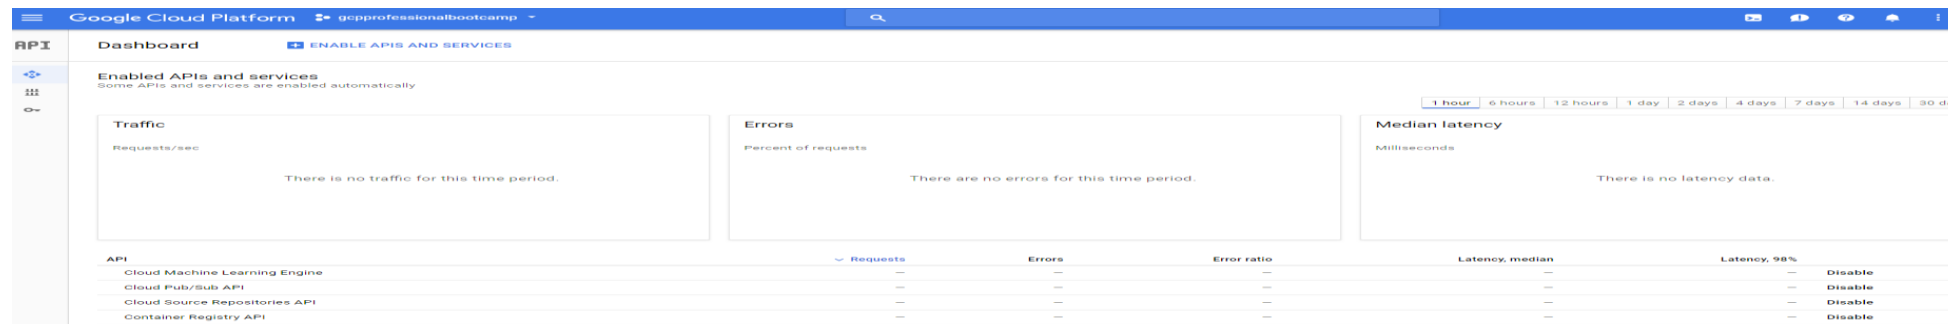 Google Cloud Platform gcpprofessionalbootcamp
API Dashboard ENABLE APIS AND SERVICES
Enabled APIs and services
Some APIs and services are enabled automatically
1 hour 6 hours 12 hours 1 day 2 days 4 days 7 days 14 days 30 d
Traffic Errors Median latency
Requests/sec Percent of requests Milliseconds
There is no traffic for this time period. There are no errors for this time period. There is no latency data.
API Requests Errors Error ratio Latency, median Latency, 98%
Cloud Machine Learning Engine — — — — — Disable
Cloud Pub/Sub API — — — — — Disable
Cloud Source Repositories API — — — — — Disable
Container Registry API — — — — — Disable